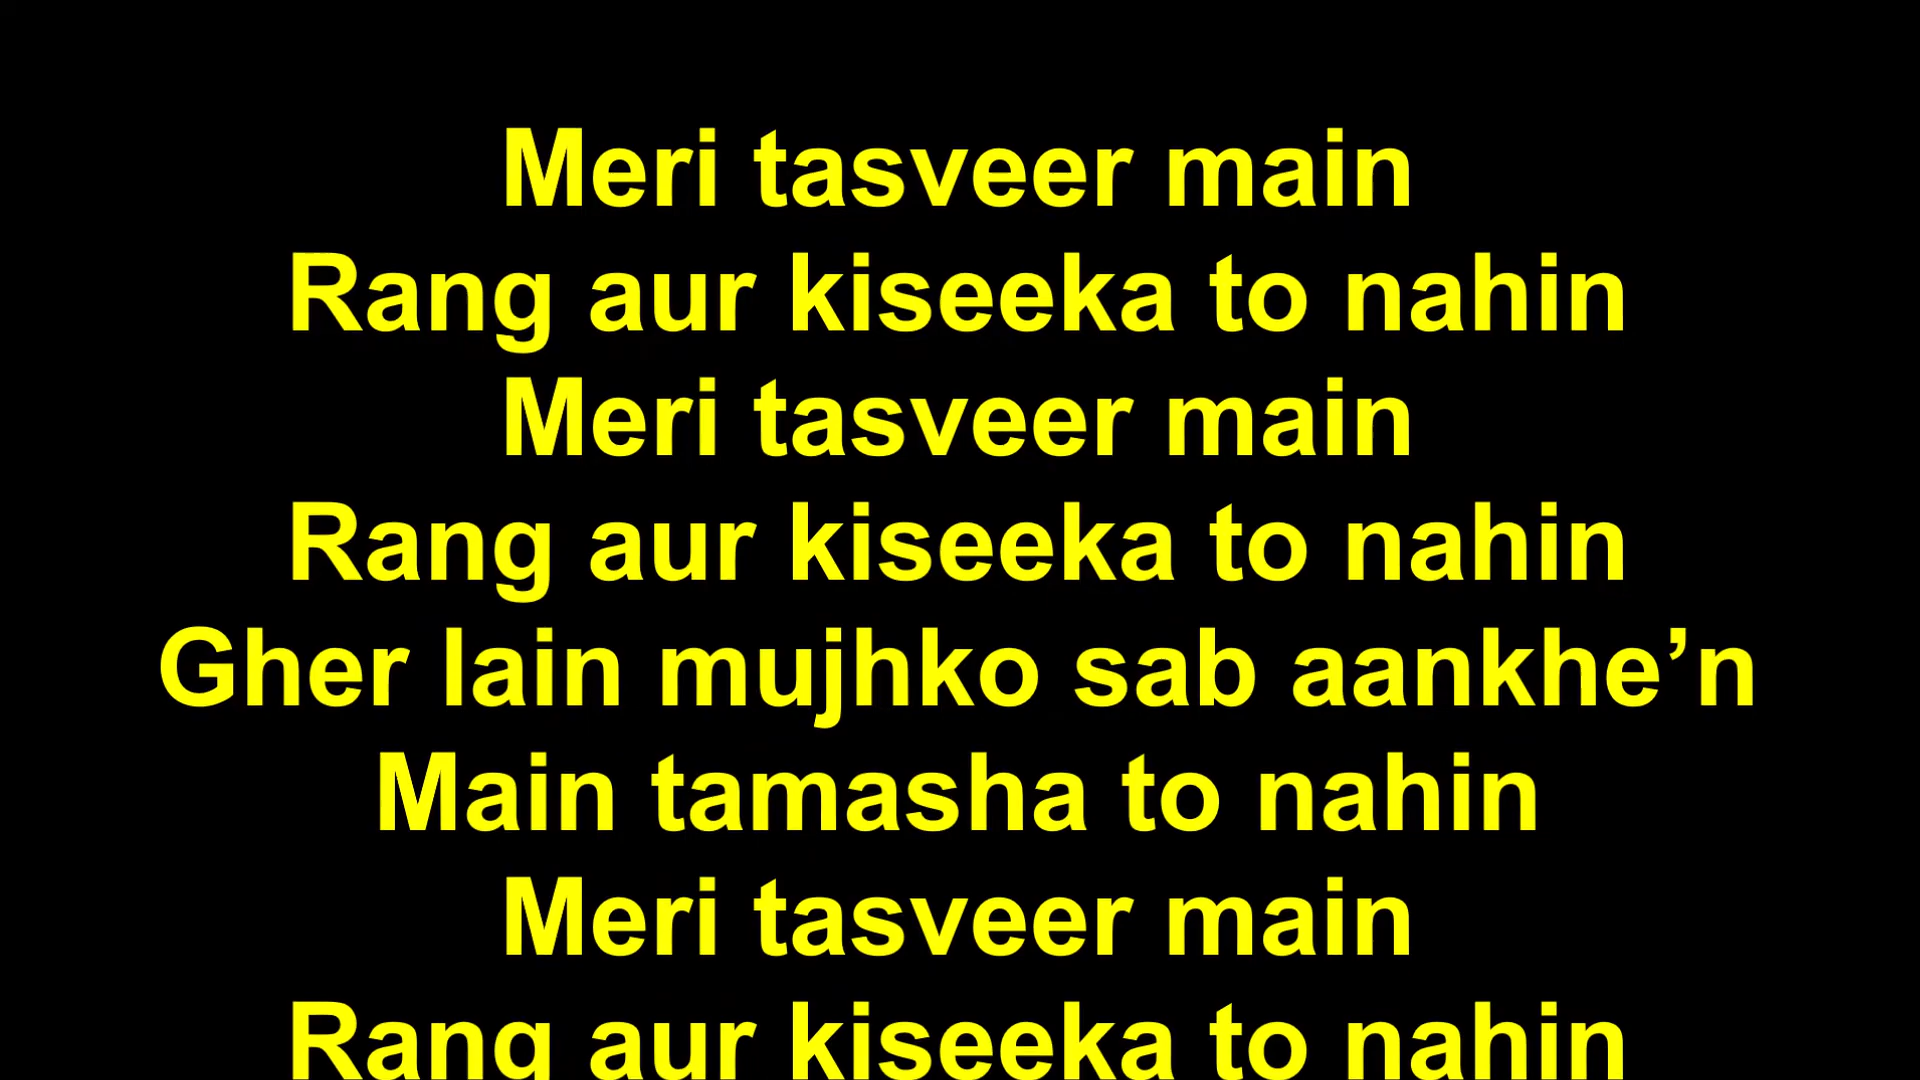 Meri tasveer main
Rang aur kiseeka to nahin
Meri tasveer main
Rang aur kiseeka to nahin
Gher lain mujhko sab aankhe’n
Main tamasha to nahin
Meri tasveer main
Rang aur kiseeka to nahin